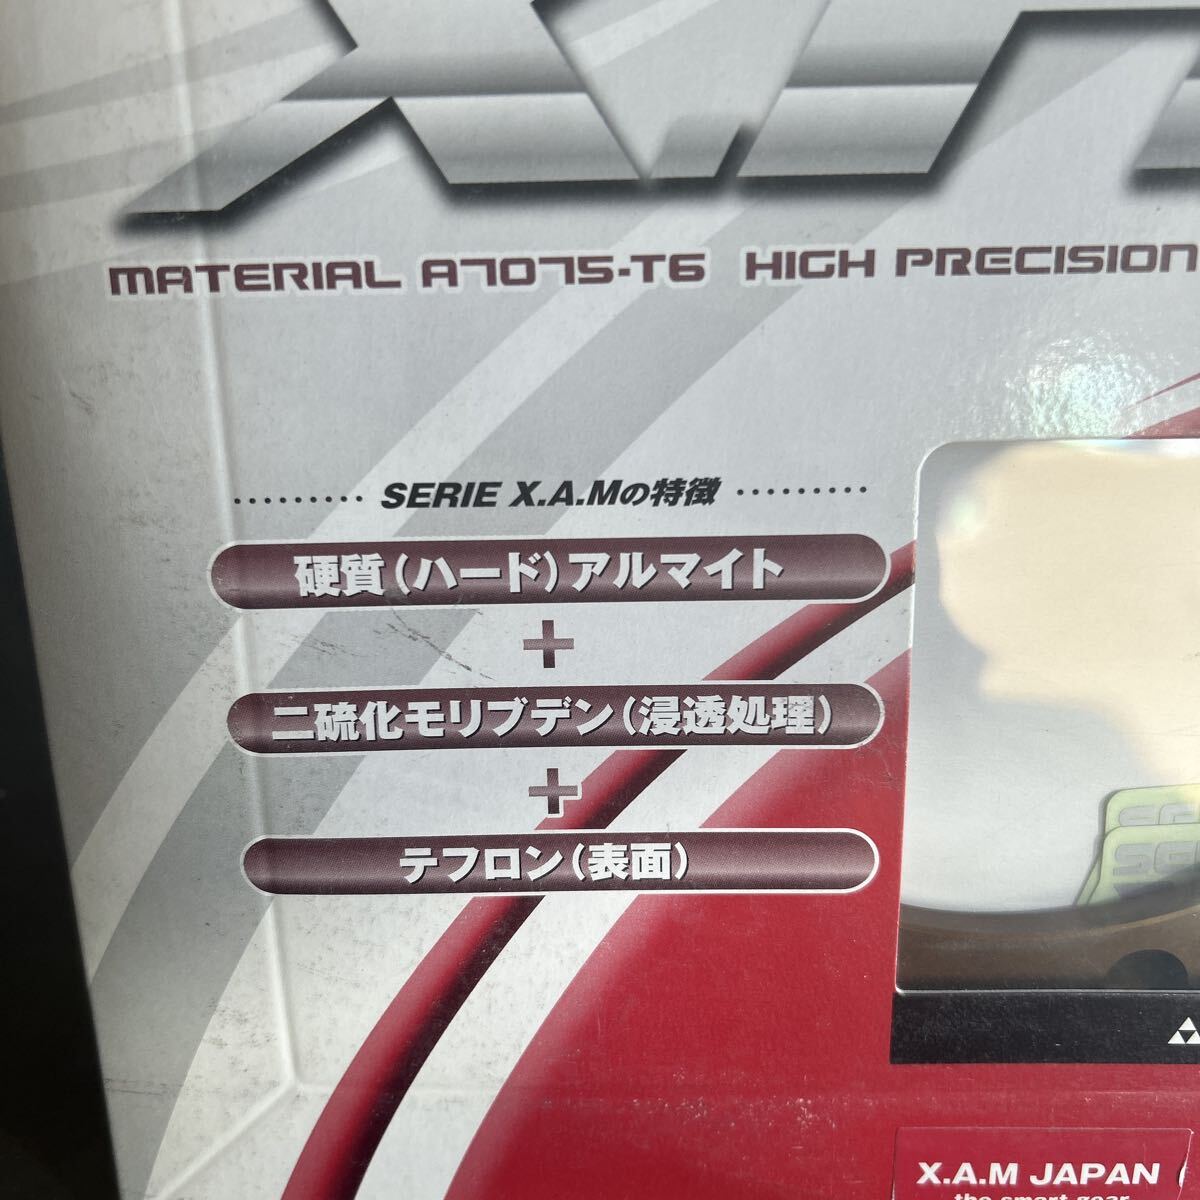 X.A
MATERIAL A7075-T6 HIGH PRECISION
SERIE X.A.Mの特徴
硬質(ハード)アルマイト
+
二硫化モリブデン(浸透処理)
+
テフロン(表面)
X.A.M JAPAN
the smart gear